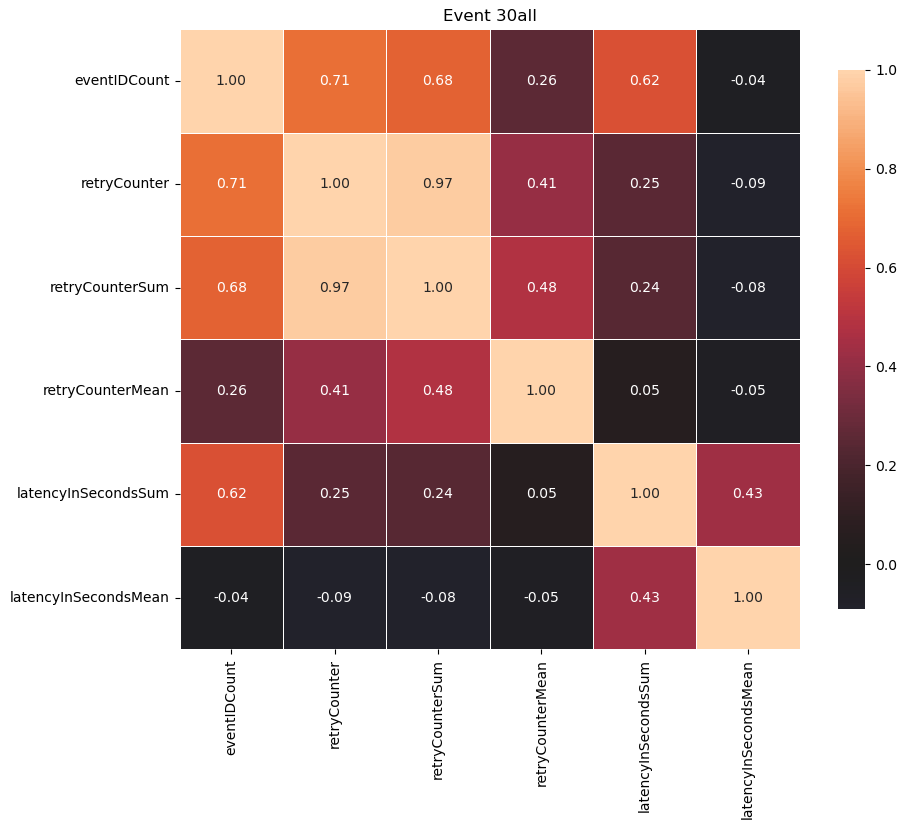 Event 30all
eventIDCount 1.00 0.71 0.68 0.26 0.62 -0.04
retryCounter 0.71 1.00 0.97 0.41 0.25 -0.09
retryCounterSum 0.68 0.97 1.00 0.48 0.24 -0.08
retryCounterMean 0.26 0.41 0.48 1.00 0.05 -0.05
latencyInSecondsSum 0.62 0.25 0.24 0.05 1.00 0.43
latencyInSecondsMean -0.04 -0.09 -0.08 -0.05 0.43 1.00
eventIDCount
retryCounter
retryCounterSum
retryCounterMean
latencyInSecondsSum
latencyInSecondsMean
1.0
0.8
0.6
0.4
0.2
0.0